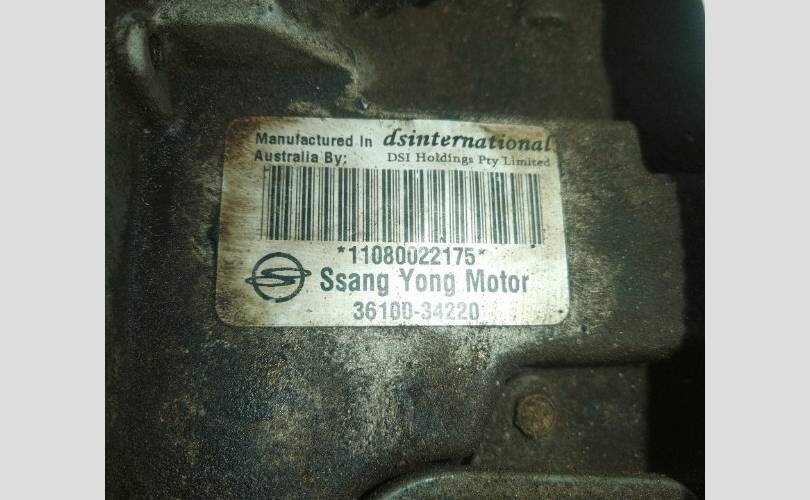 Manufactured In dsinternational
Australia By: DSI Holdings Pty Limited
*11080022175*
Ssang Yong Motor
36100-34220